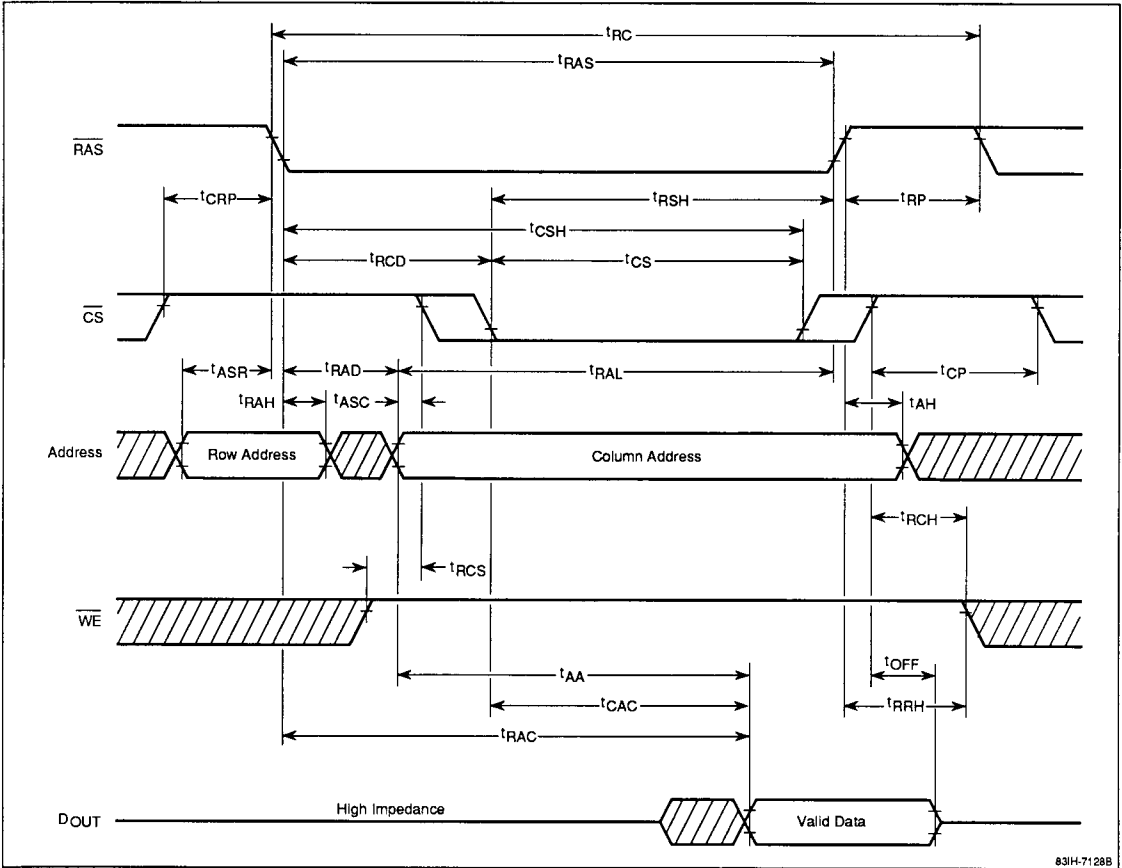 tRC
tRAS
RAS
tCRP
tRSH
tRP
tCSH
tRCD
tCS
CS
tASR
tRAD
tRAL
tCP
tRAH
tASC
tAH
Address
Row Address
Column Address
tRCH
tRCS
WE
tOFF
tAA
tCAC
tRRH
tRAC
High Impedance
DOUT
Valid Data
83IH-7128B